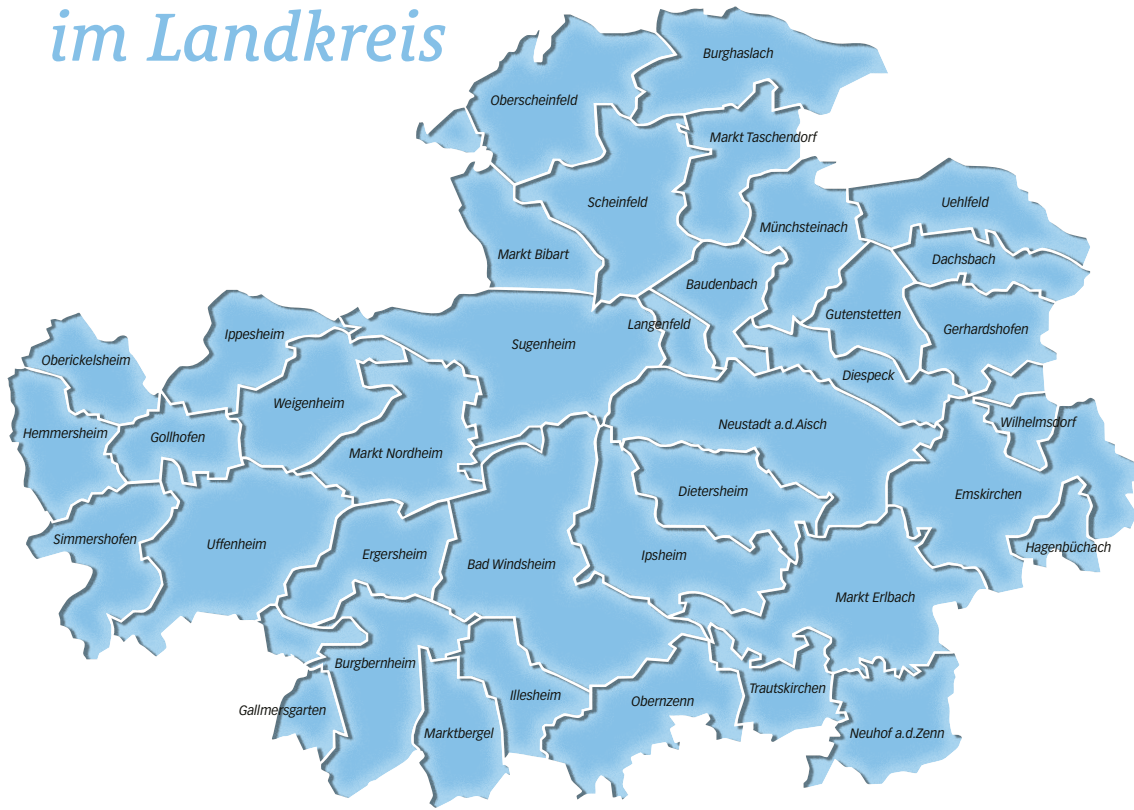 im Landkreis
Burghaslach
Oberscheinfeld
Markt Taschendorf
Scheinfeld
Uehlfeld
Münchsteinach
Markt Bibart
Dachsbach
Baudenbach
Gutenstetten
Langenfeld
Gerhardshofen
Ippesheim
Sugenheim
Oberickelsheim
Diespeck
Weigenheim
Wilhelmsdorf
Neustadt a.d.Aisch
Hemmersheim
Gollhofen
Markt Nordheim
Dietersheim
Emskirchen
Simmershofen
Uffenheim
Hagenbüchach
Ergersheim
Ipsheim
Bad Windsheim
Markt Erlbach
Burgbernheim
Trautskirchen
Illesheim
Obernzenn
Gallmersgarten
Marktbergel
Neuhof a.d.Zenn